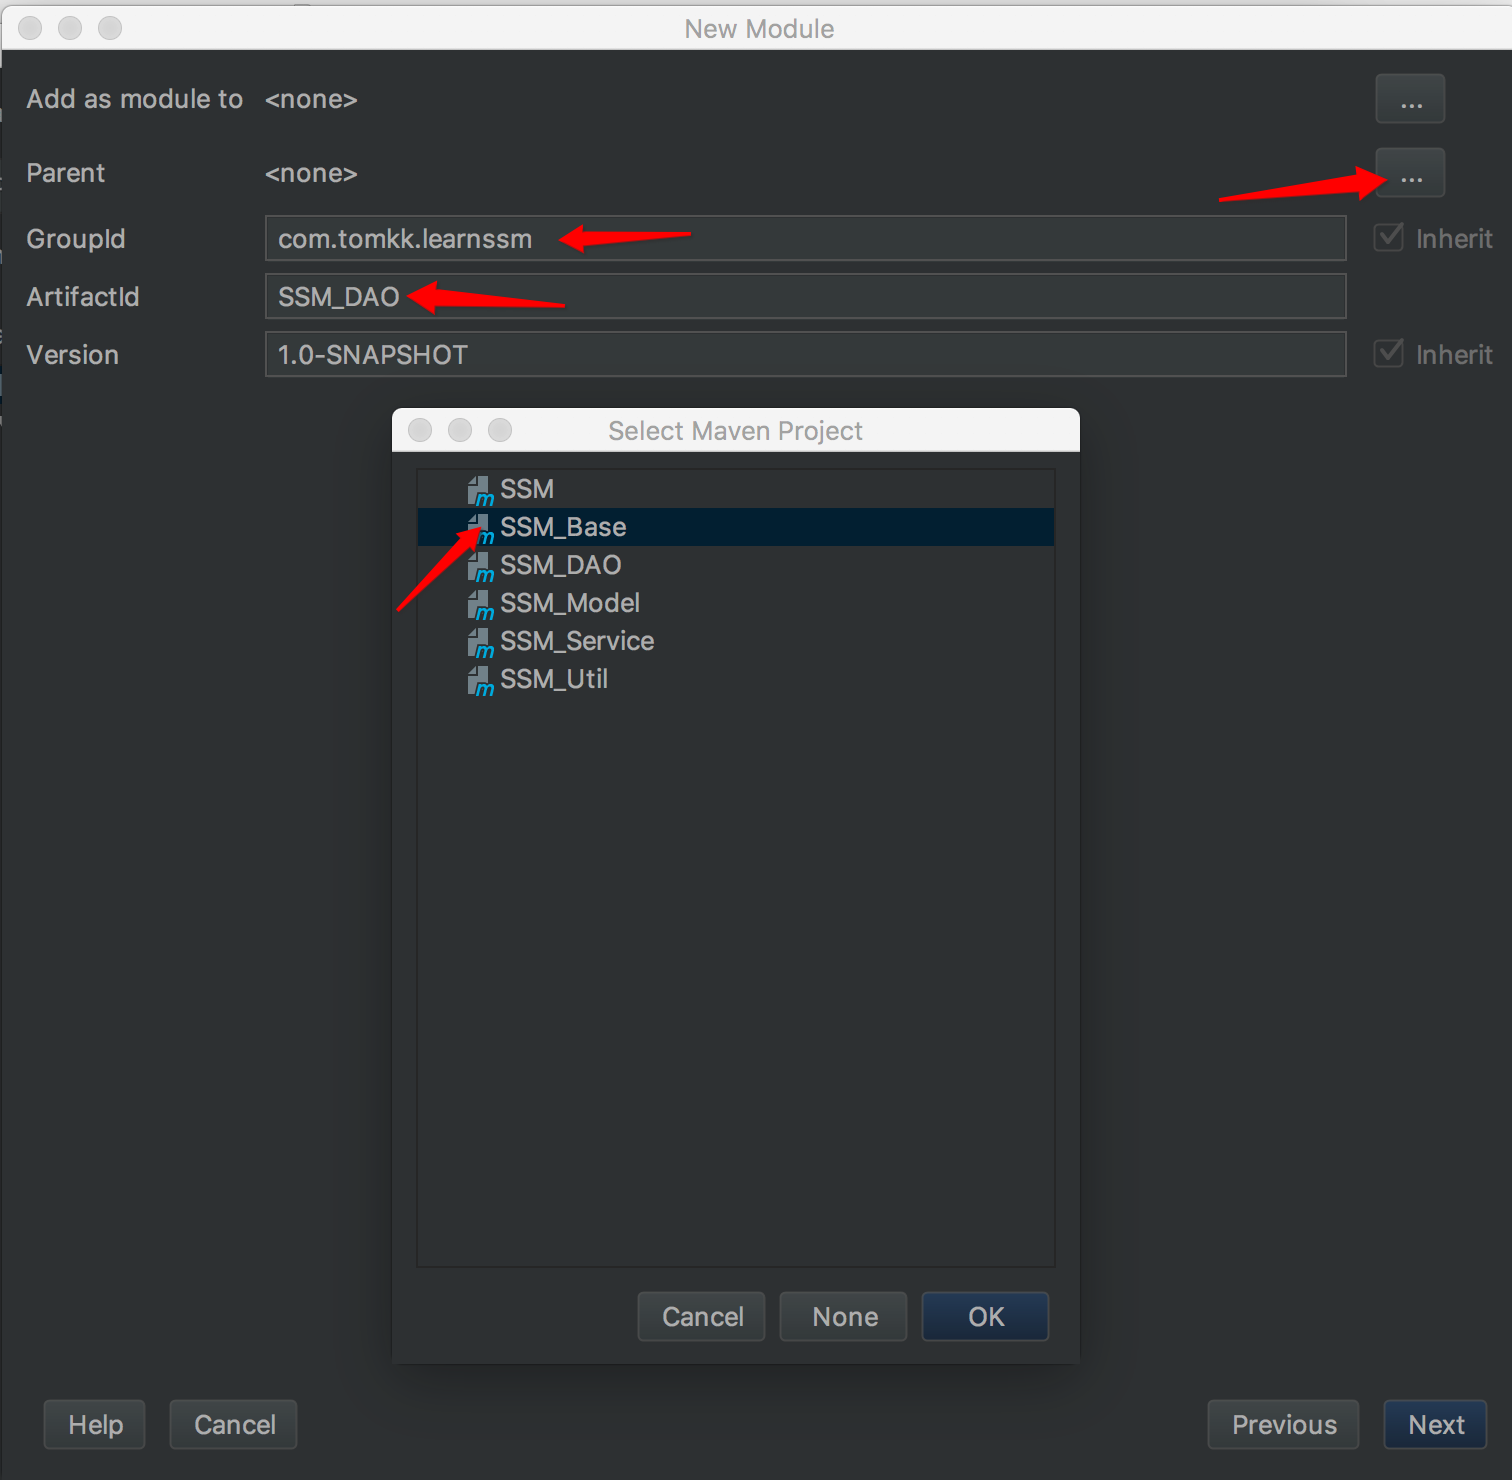 New Module
Add as module to <none> ...
Parent <none> ...
GroupId com.tomkk.learnssm Inherit
ArtifactId SSM_DAO
Version 1.0-SNAPSHOT Inherit
Select Maven Project
SSM
SSM_Base
SSM_DAO
SSM_Model
SSM_Service
SSM_Util
Cancel None OK
Help Cancel Previous Next